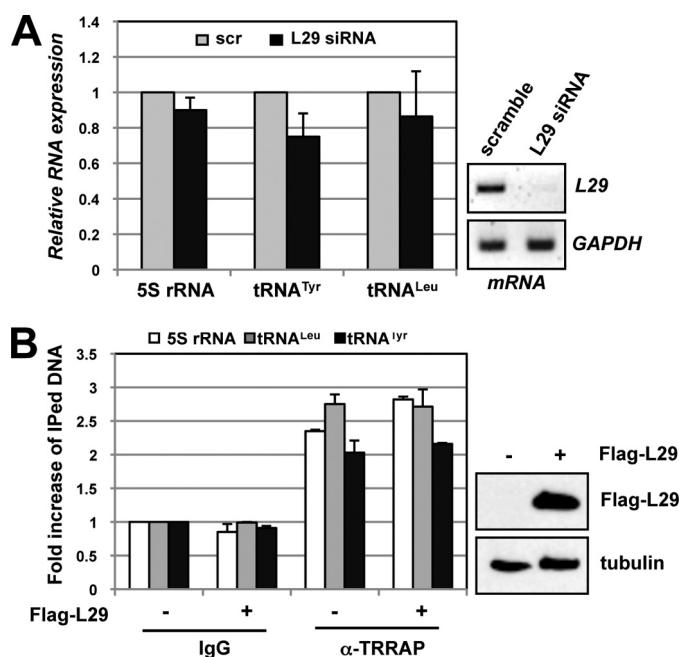 A
Relative RNA expression
1.4
1.2
1
0.8
0.6
0.4
0.2
0
scr L29 siRNA
5S rRNA tRNATyr tRNALeu
scramble L29 siRNA
L29
GAPDH
mRNA
B
Fold increase of IPed DNA
5S rRNA tRNALeu tRNATyr
3.5
3
2.5
2
1.5
1
0.5
0
Flag-L29 - + - +
IgG α-TRRAP
- + Flag-L29
Flag-L29
tubulin